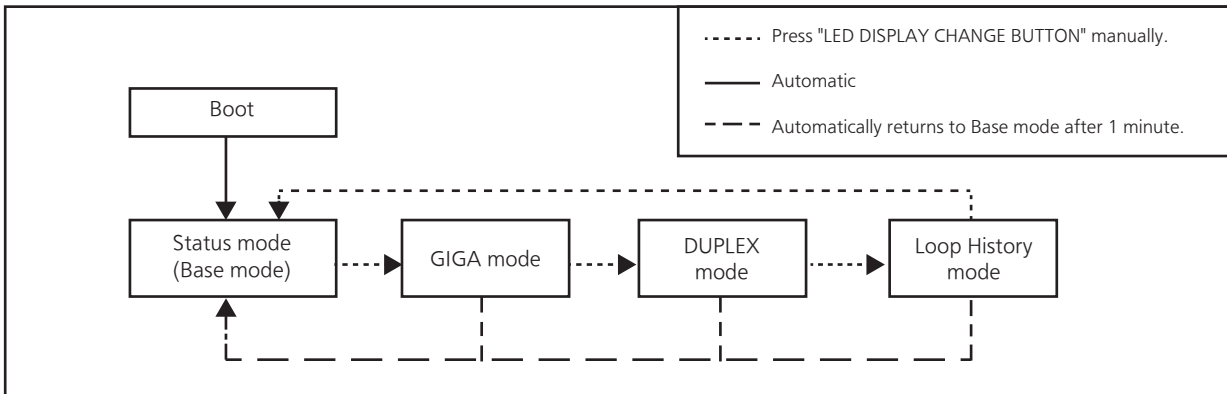 Press "LED DISPLAY CHANGE BUTTON" manually.
Automatic
Automatically returns to Base mode after 1 minute.
Boot
Status mode
(Base mode)
GIGA mode
DUPLEX
mode
Loop History
mode